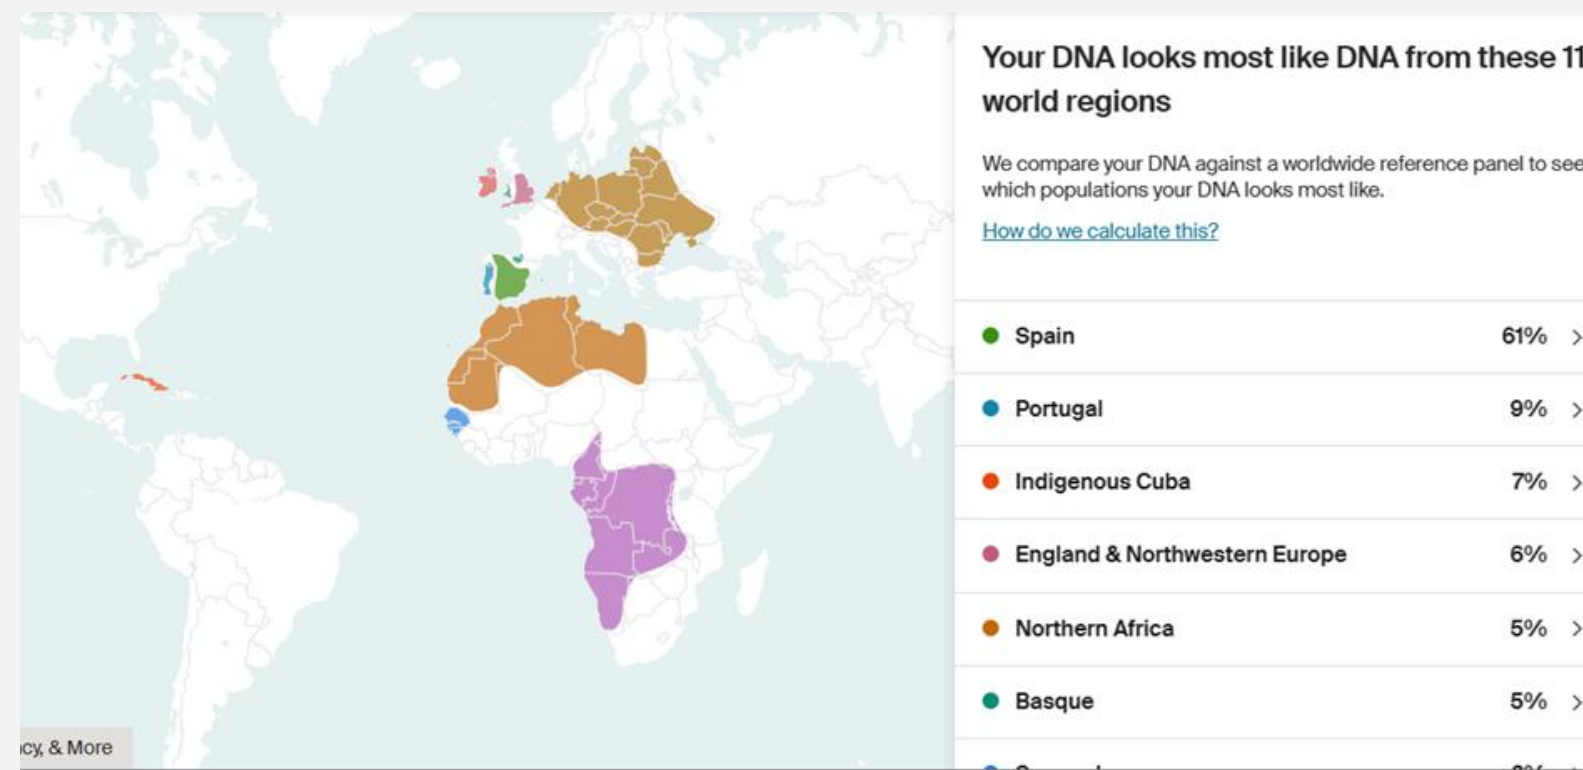 Your DNA looks most like DNA from these 11
world regions
We compare your DNA against a worldwide reference panel to see
which populations your DNA looks most like.
How do we calculate this?
Spain 61%
Portugal 9%
Indigenous Cuba 7%
England & Northwestern Europe 6%
Northern Africa 5%
Basque 5%
& More